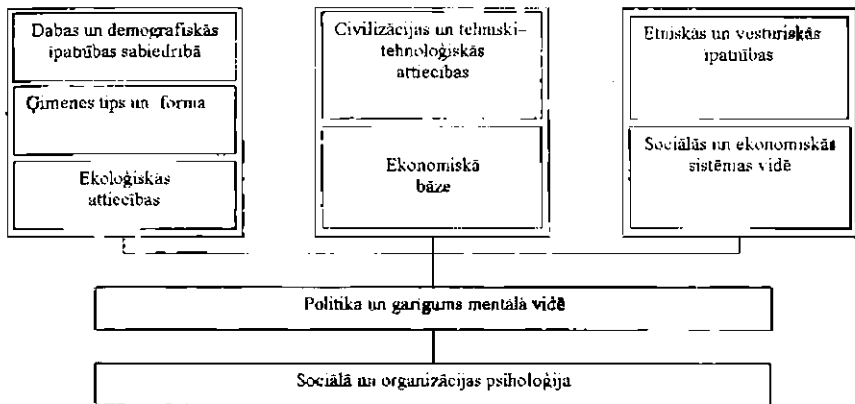 Dabas un demogrāfiskās
īpatnības sabiedrībā
Ģimenes tips un forma
Ekoloģiskās
attiecības
Civilizācijas un tehniski–
tehnoloģiskās
attiecības
Ekonomiskā
bāze
Etniskās un vēsturiskās
īpatnības
Sociālās un ekonomiskās
sistēmas vidē
Politika un garīgums mentālā vidē
Sociālā un organizācijas psiholoģija